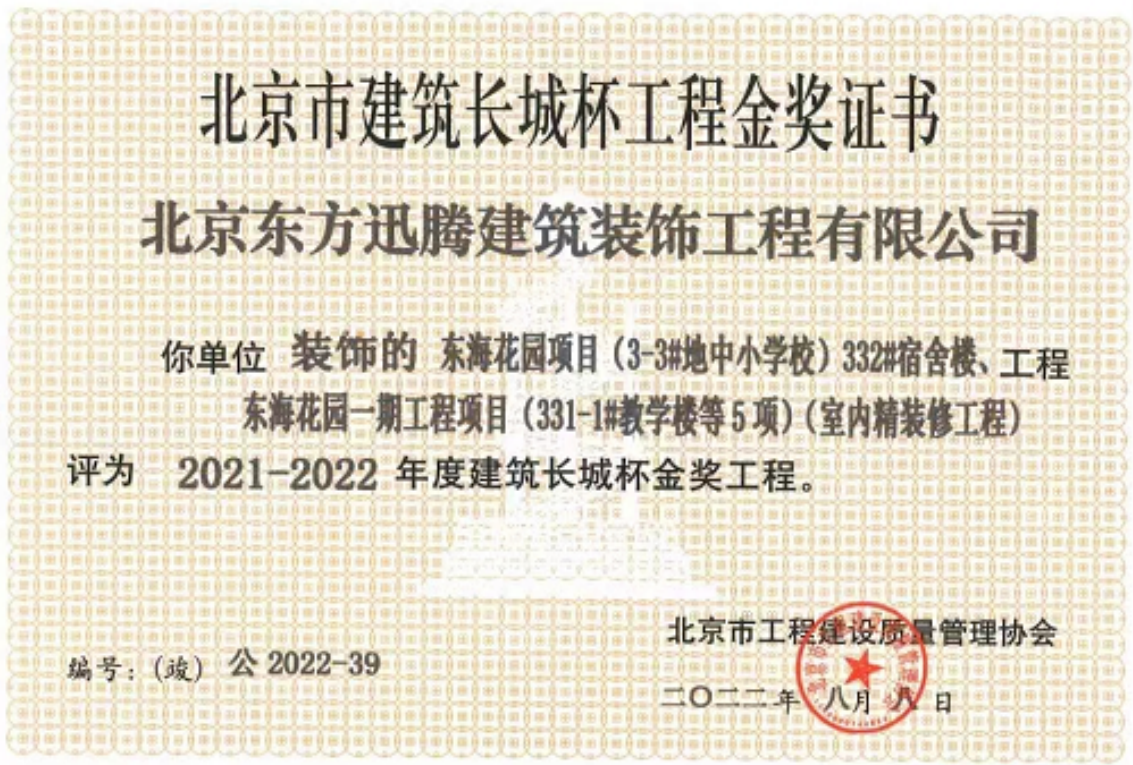 北京市建筑长城杯工程金奖证书
北京东方迅腾建筑装饰工程有限公司
你单位 装饰的 东海花园项目（3-3#地中小学校）332#宿舍楼、工程
东海花园一期工程项目（331-1#教学楼等5项）（室内精装修工程）
评为 2021-2022 年度建筑长城杯金奖工程。
北京市工程建设质量管理协会
编号：（竣） 公 2022-39
二〇二二年 八月 八 日